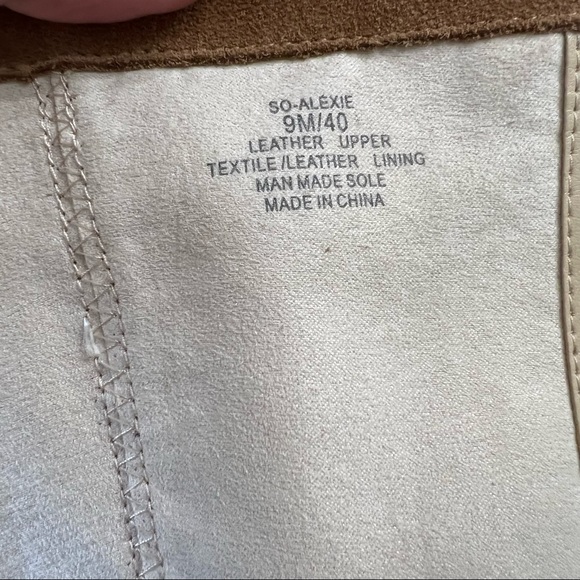 SO-ALEXIE
9M/40
LEATHER UPPER
TEXTILE/LEATHER LINING
MAN MADE SOLE
MADE IN CHINA